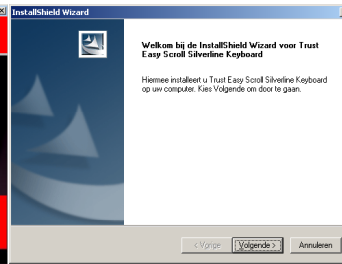 InstallShield Wizard
Welkom bij de InstallShield Wizard voor Trust
Easy Scroll Silverline Keyboard
Hiermee installeert u Trust Easy Scroll Silverline Keyboard
op uw computer. Kies Volgende om door te gaan.
< Vorige
Volgende >
Annuleren